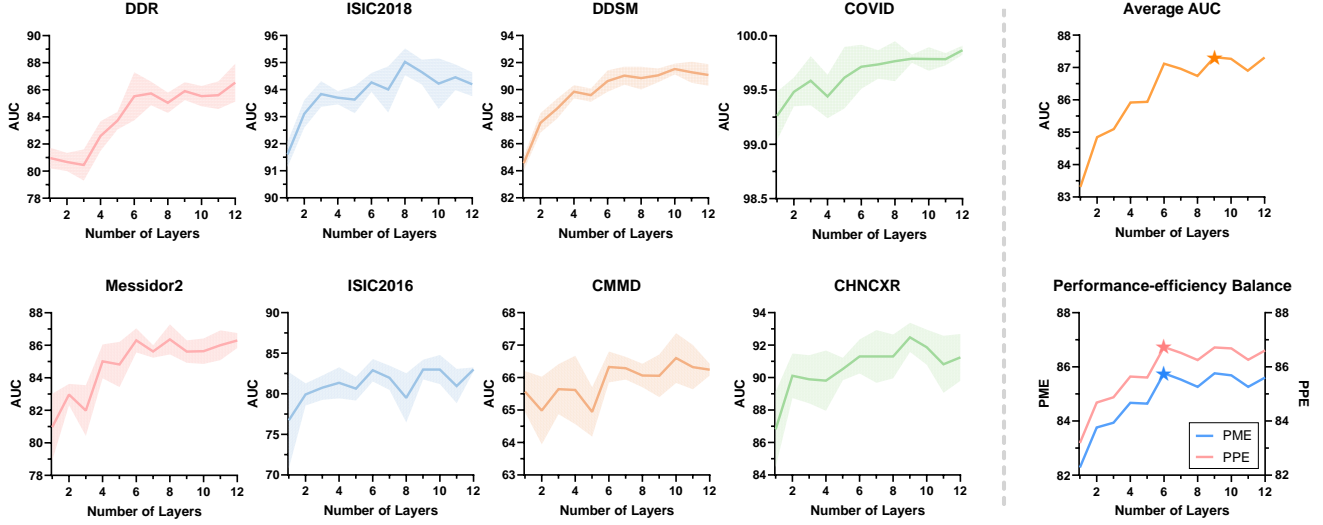 DDR
90
88
86
84
82
80
78
AUC
2 4 6 8 10 12
Number of Layers
ISIC2018
96
95
94
93
92
91
90
AUC
2 4 6 8 10 12
Number of Layers
DDSM
94
92
90
88
86
84
82
AUC
2 4 6 8 10 12
Number of Layers
COVID
100.0
99.5
99.0
98.5
AUC
2 4 6 8 10 12
Number of Layers
Average AUC
88
87
86
85
84
83
AUC
2 4 6 8 10 12
Number of Layers
Messidor2
88
86
84
82
80
78
AUC
2 4 6 8 10 12
Number of Layers
ISIC2016
90
85
80
75
70
AUC
2 4 6 8 10 12
Number of Layers
CMMD
68
67
66
65
64
63
AUC
2 4 6 8 10 12
Number of Layers
CHNCXR
94
92
90
88
86
84
AUC
2 4 6 8 10 12
Number of Layers
Performance-efficiency Balance
88
86
84
82
PME
88
86
84
82
PPE
PME
PPE
2 4 6 8 10 12
Number of Layers